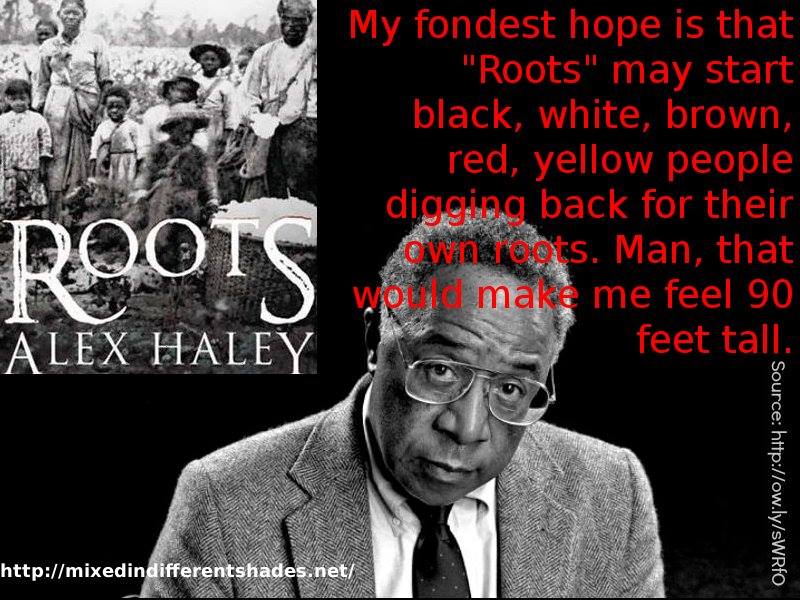 My fondest hope is that
"Roots" may start
black, white, brown,
red, yellow people
digging back for their
own roots. Man, that
would make me feel 90
feet tall.
ROOTS
ALEX HALEY
Source: http://ow.ly/sWRfO
http://mixedindifferentshades.net/